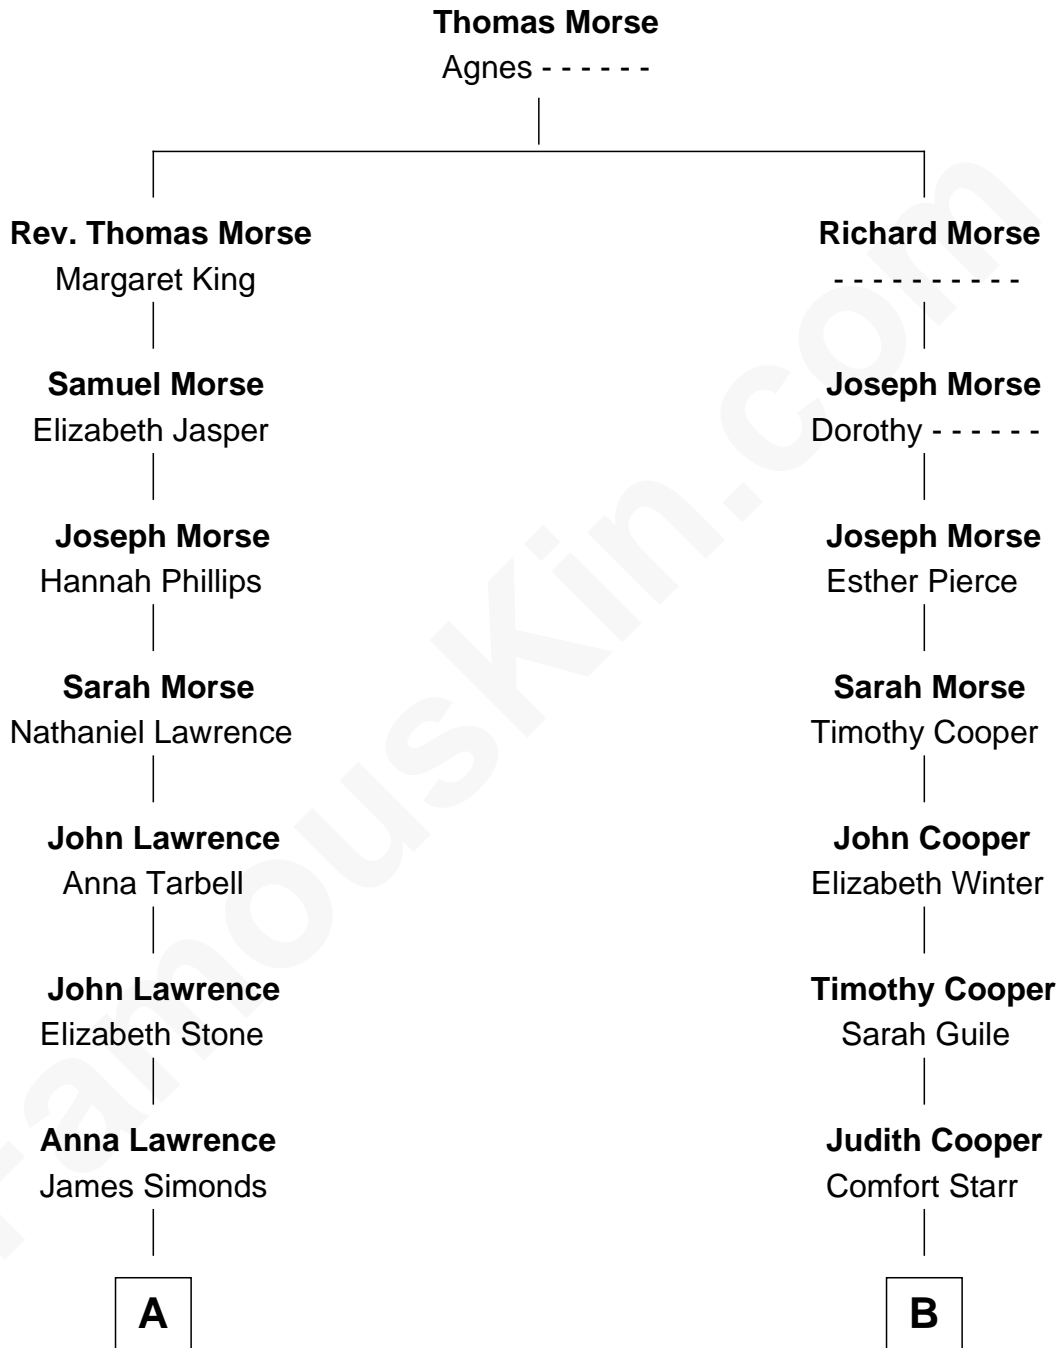 Thomas Morse
Agnes - - - - - -
Rev. Thomas Morse
Margaret King
Samuel Morse
Elizabeth Jasper
Joseph Morse
Hannah Phillips
Sarah Morse
Nathaniel Lawrence
John Lawrence
Anna Tarbell
John Lawrence
Elizabeth Stone
Anna Lawrence
James Simonds
A
Richard Morse
- - - - - - - - - -
Joseph Morse
Dorothy - - - - - -
Joseph Morse
Esther Pierce
Sarah Morse
Timothy Cooper
John Cooper
Elizabeth Winter
Timothy Cooper
Sarah Guile
Judith Cooper
Comfort Starr
B
FamousKin.com